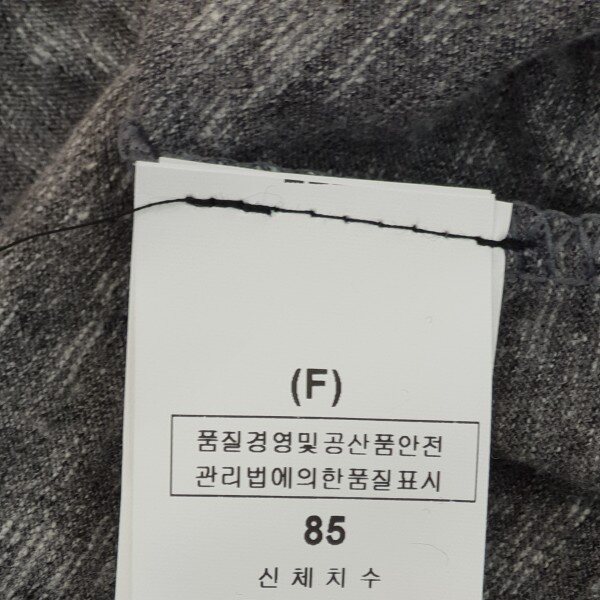 (F)
품질경영및공산품안전
관리법에의한품질표시
85
신 체 치 수